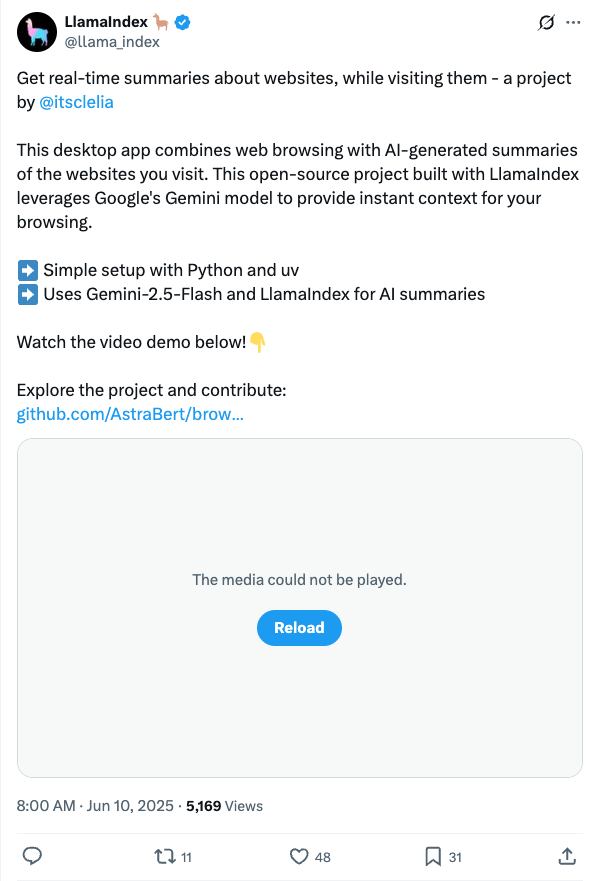 LlamaIndex 🦙
@llama_index
Get real-time summaries about websites, while visiting them - a project
by @itsclelia
This desktop app combines web browsing with AI-generated summaries
of the websites you visit. This open-source project built with LlamaIndex
leverages Google's Gemini model to provide instant context for your
browsing.
➡️ Simple setup with Python and uv
➡️ Uses Gemini-2.5-Flash and LlamaIndex for AI summaries
Watch the video demo below!👇
Explore the project and contribute:
github.com/AstraBert/brow...
The media could not be played.
Reload
8:00 AM · Jun 10, 2025 · 5,169 Views
11 48 31